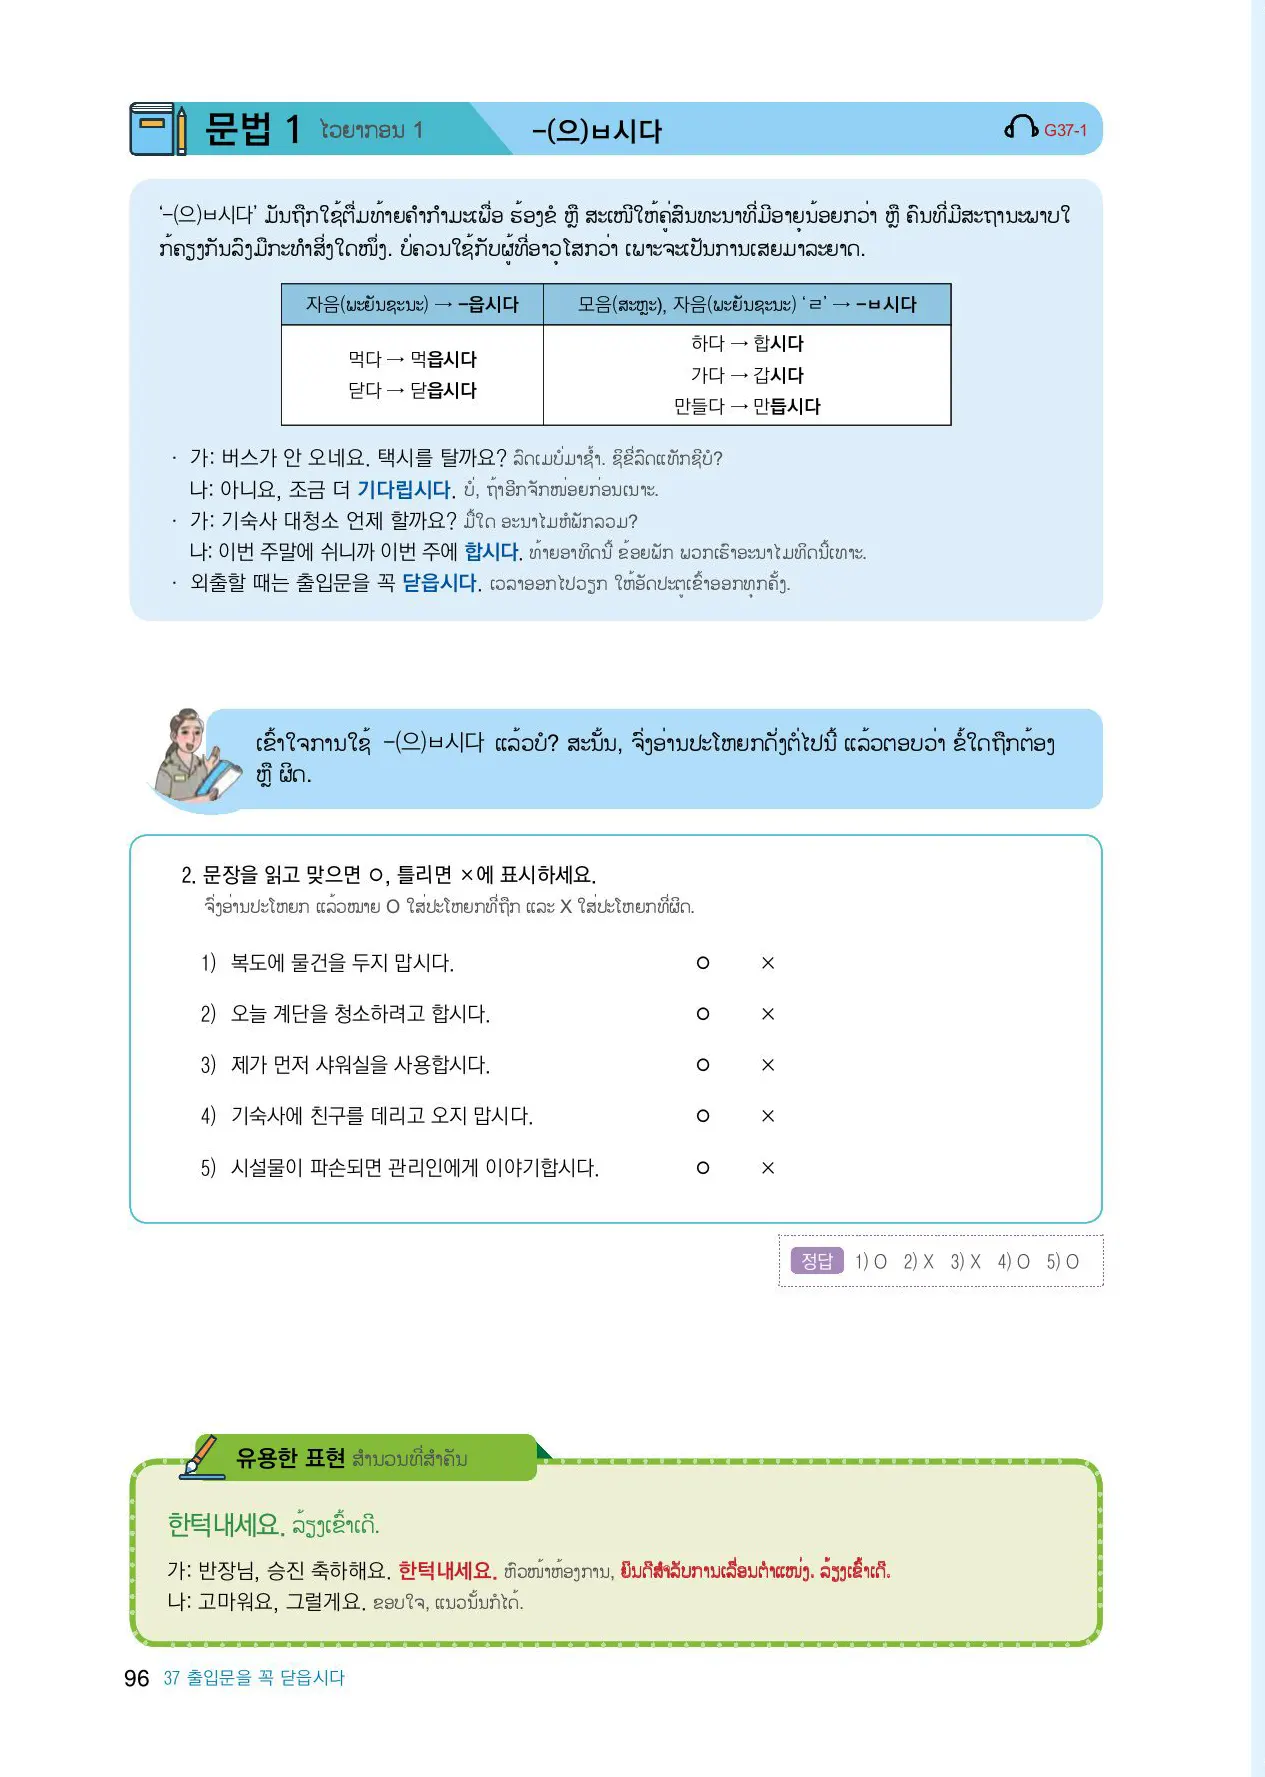 문법 1 ໄວຍາກອນ 1 -(으)ㅂ시다 G37-1
‘-(으)ㅂ시다’ ມັນຖືກໃຊ້ຕື່ມທ້າຍຄຳກຳມະເພື່ອ ຮ້ອງຂໍ ຫຼື ສະເໜີໃຫ້ຄູ່ສົນທະນາທີ່ມີອາຍຸນ້ອຍກວ່າ ຫຼື ຄົນທີ່ມີສະຖານະພາບໃ
ກ້ຄຽງກັນລົງມືກະທຳສິ່ງໃດໜຶ່ງ. ບໍ່ຄວນໃຊ້ກັບຜູ້ທີ່ອາວຸໂສກວ່າ ເພາະຈະເປັນການເສຍມາລະຍາດ.
자음(ພະຍັນຊະນະ) → -읍시다 모음(ສະຫຼະ), 자음(ພະຍັນຊະນະ) ‘ㄹ’ → -ㅂ시다
먹다 → 먹읍시다
닫다 → 닫읍시다
하다 → 합시다
가다 → 갑시다
만들다 → 만듭시다
· 가: 버스가 안 오네요. 택시를 탈까요? ລົດເມບໍ່ມາຊ້ຳ. ຊິຂີ່ລົດແທັກຊີບໍ?
나: 아니요, 조금 더 기다립시다. ບໍ່, ຖ້າອີກຈັກໜ່ອຍກ່ອນເນາະ.
· 가: 기숙사 대청소 언제 할까요? ມື້ໃດ ອະນາໄມຫໍພັກລວມ?
나: 이번 주말에 쉬니까 이번 주에 합시다. ທ້າຍອາທິດນີ້ ຂ້ອຍພັກ ພວກເຮົາອະນາໄມທິດນີ້ເທາະ.
· 외출할 때는 출입문을 꼭 닫읍시다. ເວລາອອກໄປວຽກ ໃຫ້ອັດປະຕູເຂົ້າອອກທຸກຄັ້ງ.
ເຂົ້າໃຈການໃຊ້ -(으)ㅂ시다 ແລ້ວບໍ? ສະນັ້ນ, ຈົ່ງອ່ານປະໂຫຍກດັ່ງຕໍ່ໄປນີ້ ແລ້ວຕອບວ່າ ຂໍ້ໃດຖືກຕ້ອງ
ຫຼື ຜິດ.
2. 문장을 읽고 맞으면 ㅇ, 틀리면 ×에 표시하세요.
ຈົ່ງອ່ານປະໂຫຍກ ແລ້ວໝາຍ O ໃສ່ປະໂຫຍກທີ່ຖືກ ແລະ X ໃສ່ປະໂຫຍກທີ່ຜິດ.
1) 복도에 물건을 두지 맙시다. ㅇ ×
2) 오늘 계단을 청소하려고 합시다. ㅇ ×
3) 제가 먼저 샤워실을 사용합시다. ㅇ ×
4) 기숙사에 친구를 데리고 오지 맙시다. ㅇ ×
5) 시설물이 파손되면 관리인에게 이야기합시다. ㅇ ×
정답 1) O 2) X 3) X 4) O 5) O
유용한 표현 ສຳນວນທີ່ສຳຄັນ
한턱내세요. ລ້ຽງເຂົ້າເດີ.
가: 반장님, 승진 축하해요. 한턱내세요. ຫົວໜ້າຫ້ອງການ, ຍິນດີສຳລັບການເລື່ອນຕຳແໜ່ງ. ລ້ຽງເຂົ້າເດີ.
나: 고마워요, 그럴게요. ຂອບໃຈ, ແນວນັ້ນກໍໄດ້.
96 37 출입문을 꼭 닫읍시다